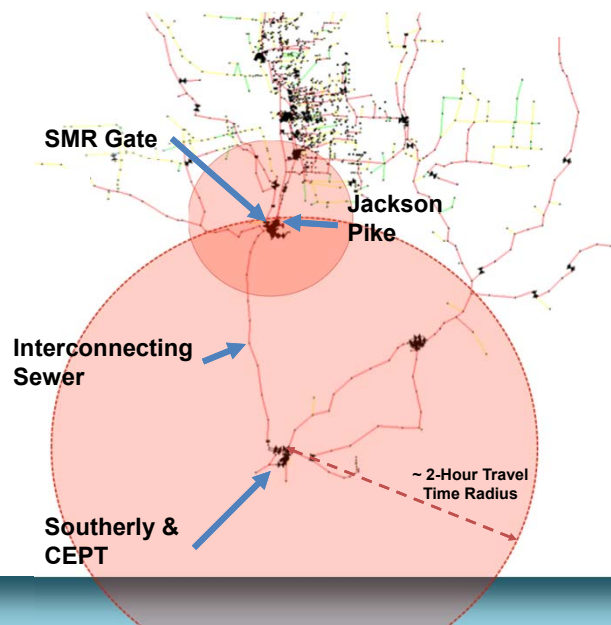 SMR Gate
Jackson
Pike
Interconnecting
Sewer
~ 2-Hour Travel
Time Radius
Southerly &
CEPT